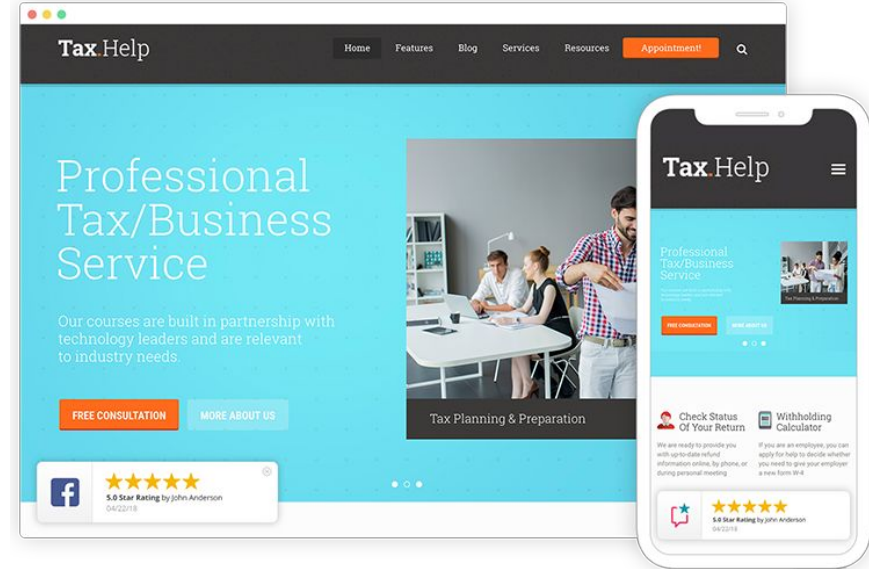 Tax.Help
Home Features Blog Services Resources Appointment!
Professional
Tax/Business
Service
Our courses are built in partnership with
technology leaders and are relevant
to industry needs.
FREE CONSULTATION MORE ABOUT US
Tax Planning & Preparation
5.0 Star Rating by John Anderson
04/22/18
Tax.Help
Professional
Tax/Business
Service
Tax Planning & Preparation
FREE CONSULTATION MORE ABOUT US
Check Status
Of Your Return
We are ready to provide you
with up-to-date refund
information online, by phone, or
during personal meeting
Withholding
Calculator
If you are an employee, you can
apply for help to decide whether
you need to give your employer
a new form W-4
5.0 Star Rating by John Anderson
04/22/18